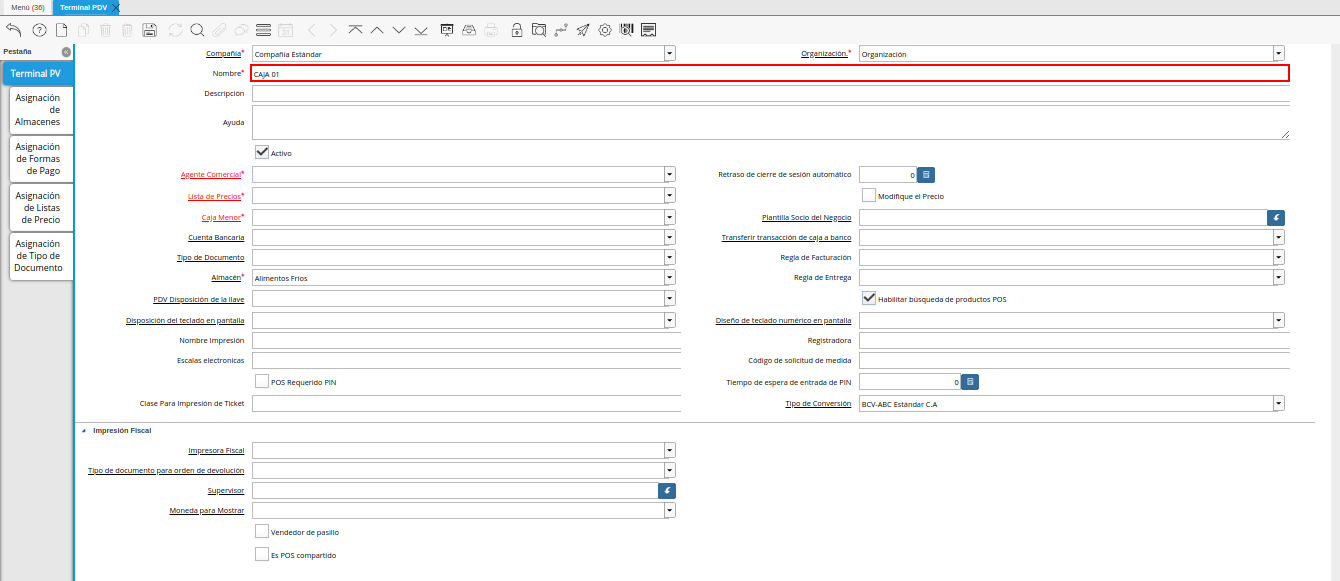 Menú (36) Terminal PDV
Pestaña
Terminal PV
Asignación
de
Almacenes
Asignación
de Formas
de Pago
Asignación
de Listas
de Precio
Asignación
de Tipo de
Documento
Compañía* Compañía Estándar Organización.* Organización
Nombre* CAJA 01
Descripción
Ayuda
Activo
Agente Comercial* Retraso de cierre de sesión automático 0
Lista de Precios* Modifique el Precio
Caja Menor* Plantilla Socio del Negocio
Cuenta Bancaria Transferir transacción de caja a banco
Tipo de Documento Regla de Facturación
Almacén* Alimentos Fríos Regla de Entrega
PDV Disposición de la llave Habilitar búsqueda de productos POS
Disposición del teclado en pantalla Diseño de teclado numérico en pantalla
Nombre Impresión Registradora
Escalas electronicas Código de solicitud de medida
POS Requerido PIN Tiempo de espera de entrada de PIN 0
Clase Para Impresión de Ticket Tipo de Conversión BCV-ABC Estándar C.A
Impresión Fiscal
Impresora Fiscal
Tipo de documento para orden de devolución
Supervisor
Moneda para Mostrar
Vendedor de pasillo
Es POS compartido